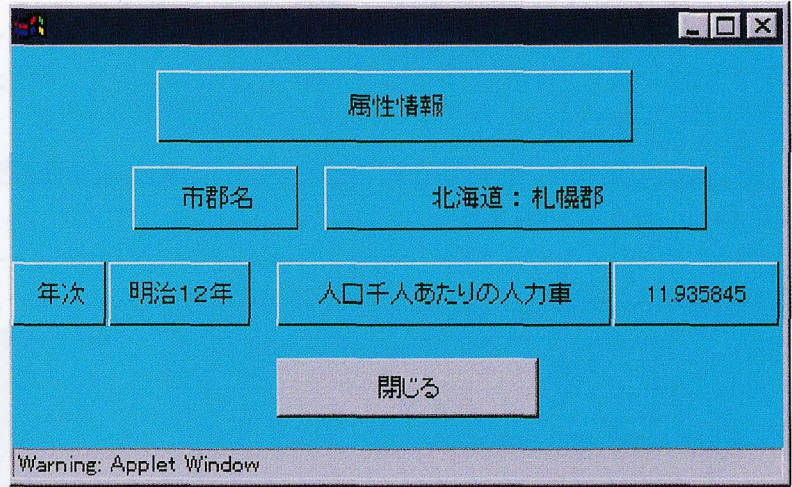 属性情報
市郡名 北海道：札幌郡
年次 明治12年 人口千人あたりの人力車 11.935845
閉じる
Warning: Applet Window